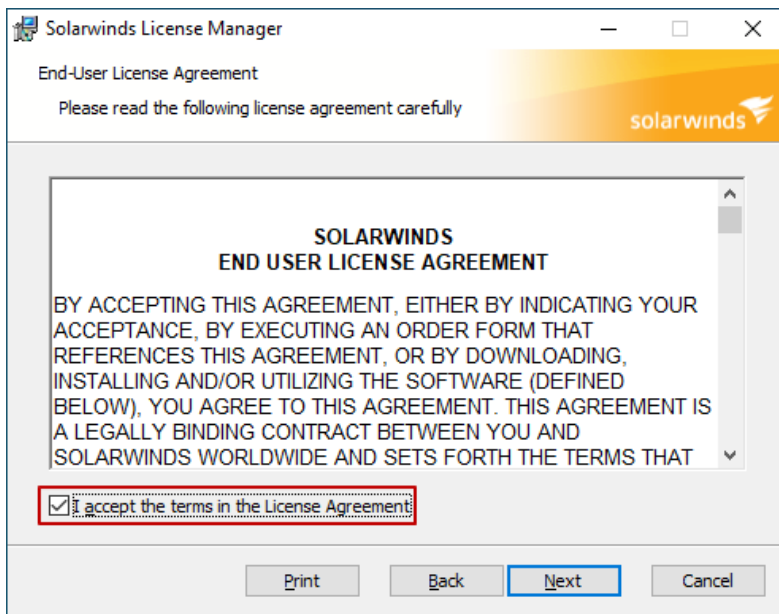 Solarwinds License Manager
End-User License Agreement
Please read the following license agreement carefully
solarwinds
SOLARWINDS
END USER LICENSE AGREEMENT
BY ACCEPTING THIS AGREEMENT, EITHER BY INDICATING YOUR
ACCEPTANCE, BY EXECUTING AN ORDER FORM THAT
REFERENCES THIS AGREEMENT, OR BY DOWNLOADING,
INSTALLING AND/OR UTILIZING THE SOFTWARE (DEFINED
BELOW), YOU AGREE TO THIS AGREEMENT. THIS AGREEMENT IS
A LEGALLY BINDING CONTRACT BETWEEN YOU AND
SOLARWINDS WORLDWIDE AND SETS FORTH THE TERMS THAT
I accept the terms in the License Agreement
Print Back Next Cancel